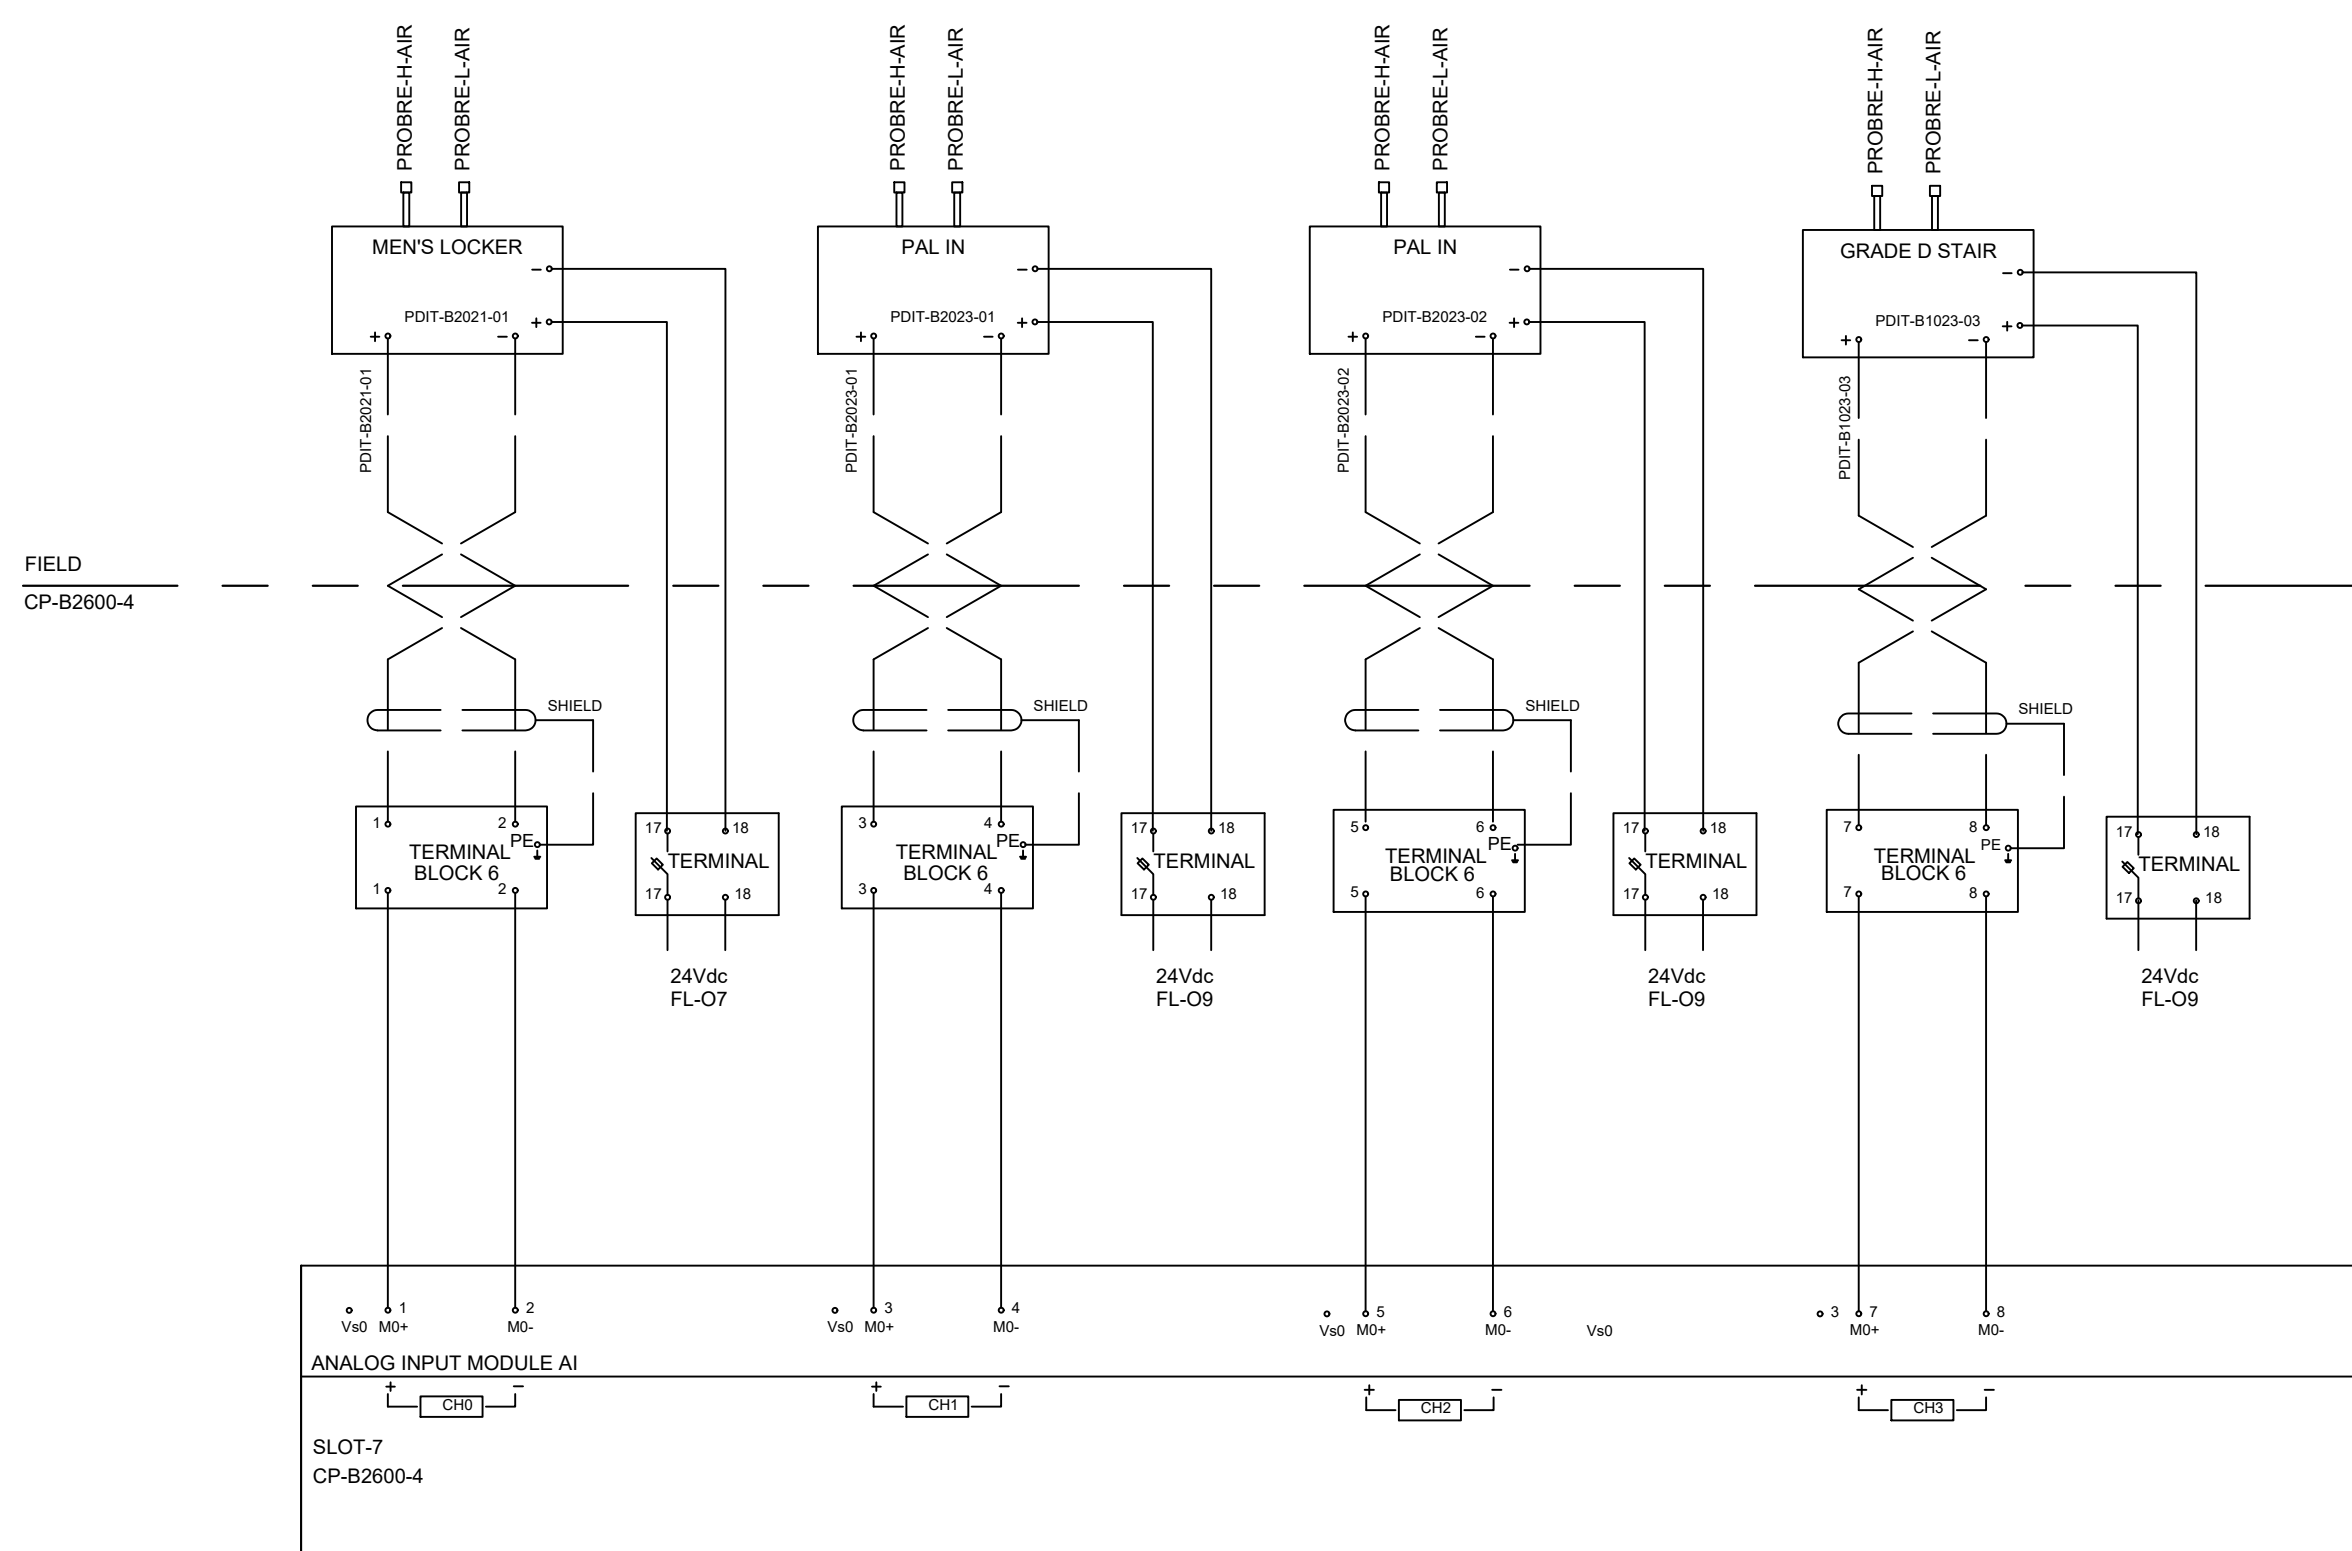 PROBRE-H-AIR
PROBRE-L-AIR
PROBRE-H-AIR
PROBRE-L-AIR
PROBRE-H-AIR
PROBRE-L-AIR
PROBRE-H-AIR
PROBRE-L-AIR
MEN'S LOCKER
−
PDIT-B2021-01
+
+
−
PAL IN
−
PDIT-B2023-01
+
+
−
PAL IN
−
PDIT-B2023-02
+
+
−
GRADE D STAIR
−
PDIT-B1023-03
+
+
−
PDIT-B2021-01
PDIT-B2023-01
PDIT-B2023-02
PDIT-B1023-03
FIELD
CP-B2600-4
SHIELD
SHIELD
SHIELD
SHIELD
1 2
PE
TERMINAL
BLOCK 6
1 2
17 18
TERMINAL
17 18
3 4
PE
TERMINAL
BLOCK 6
3 4
17 18
TERMINAL
17 18
5 6
PE
TERMINAL
BLOCK 6
5 6
17 18
TERMINAL
17 18
7 8
PE
TERMINAL
BLOCK 6
7 8
17 18
TERMINAL
17 18
24Vdc
FL-O7
24Vdc
FL-O9
24Vdc
FL-O9
24Vdc
FL-O9
1 2
Vs0 M0+ M0-
3 4
Vs0 M0+ M0-
5 6
Vs0 M0+ M0-
Vs0
3 7 8
M0+ M0-
ANALOG INPUT MODULE AI
+ CH0 −
+ CH1 −
+ CH2 −
+ CH3 −
SLOT-7
CP-B2600-4